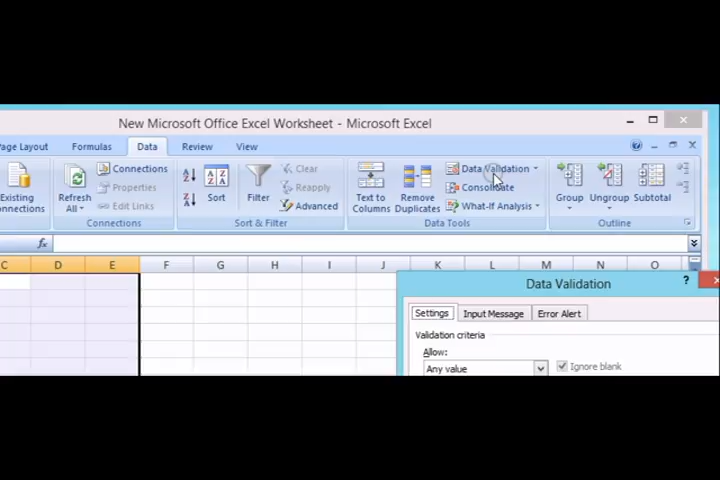 New Microsoft Office Excel Worksheet - Microsoft Excel
Page Layout Formulas Data Review View
Existing Connections
Refresh All
Connections
Properties
Edit Links
Connections
Sort
Filter
Clear
Reapply
Advanced
Sort & Filter
Text to Columns
Remove Duplicates
Data Validation
Consolidate
What-If Analysis
Data Tools
Group
Ungroup
Subtotal
Outline
fx
C D E F G H I J K L M N O
Data Validation
Settings Input Message Error Alert
Validation criteria
Allow:
Any value
Ignore blank